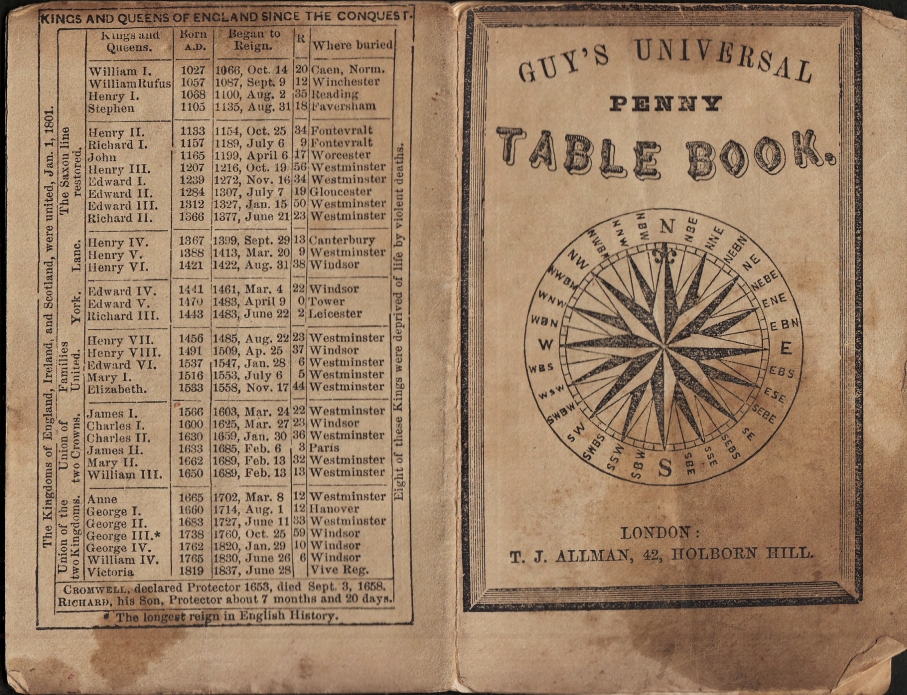 KINGS AND QUEENS OF ENGLAND SINCE THE CONQUEST.
The Kingdoms of England, Ireland, and Scotland, were united, Jan. 1, 1801.
Kings and Queens. Born A.D. Began to Reign. R Where buried
William I. 1027 1066, Oct. 14 20 Caen, Norm.
William Rufus 1057 1087, Sept. 9 12 Winchester
Henry I. 1068 1100, Aug. 2 35 Reading
Stephen 1105 1135, Aug. 31 18 Faversham
The Saxon line restored.
Henry II. 1133 1154, Oct. 25 34 Fontevralt
Richard I. 1157 1189, July 6 9 Fontevralt
John 1165 1199, April 6 17 Worcester
Henry III. 1207 1216, Oct. 19 56 Westminster
Edward I. 1239 1272, Nov. 16 34 Westminster
Edward II. 1284 1307, July 7 19 Gloucester
Edward III. 1312 1327, Jan. 15 50 Westminster
Richard II. 1366 1377, June 21 23 Westminster
Lanc.
Henry IV. 1367 1399, Sept. 29 13 Canterbury
Henry V. 1388 1413, Mar. 20 9 Westminster
Henry VI. 1421 1422, Aug. 31 38 Windsor
York.
Edward IV. 1441 1461, Mar. 4 22 Windsor
Edward V. 1470 1483, April 9 0 Tower
Richard III. 1443 1483, June 22 2 Leicester
Families United.
Henry VII. 1456 1485, Aug. 22 23 Westminster
Henry VIII. 1491 1509, Ap. 25 37 Windsor
Edward VI. 1537 1547, Jan. 28 6 Westminster
Mary I. 1516 1553, July 6 5 Westminster
Elizabeth. 1533 1558, Nov. 17 44 Westminster
Union of two Crowns.
James I. 1566 1603, Mar. 24 22 Westminster
Charles I. 1600 1625, Mar. 27 23 Windsor
Charles II. 1630 1659, Jan. 30 36 Westminster
James II. 1633 1685, Feb. 6 3 Paris
Mary II. 1662 1689, Feb. 13 32 Westminster
William III. 1650 1689, Feb. 13 13 Westminster
Union of the two Kingdoms.
Anne 1665 1702, Mar. 8 12 Westminster
George I. 1660 1714, Aug. 1 12 Hanover
George II. 1683 1727, June 11 33 Westminster
George III.* 1738 1760, Oct. 25 59 Windsor
George IV. 1762 1820, Jan. 29 10 Windsor
William IV. 1765 1830, June 26 6 Windsor
Victoria 1819 1837, June 28 Vive Reg.
Eight of these Kings were deprived of life by violent deaths.
CROMWELL, declared Protector 1653, died Sept. 3, 1658.
RICHARD, his Son, Protector about 7 months and 20 days.
* The longest reign in English History.
GUY'S UNIVERSAL
PENNY
TABLE BOOK.
N
NBE
NNE
NEBN
NE
NEBE
ENE
EBN
E
EBS
ESE
SEBE
SE
SEBS
SSE
SBE
S
SBW
SSW
SWBS
SW
SWBW
WSW
WBS
W
WBN
WNW
NWBW
NW
NWBN
NNW
NBW
LONDON:
T. J. ALLMAN, 42, HOLBORN HILL.